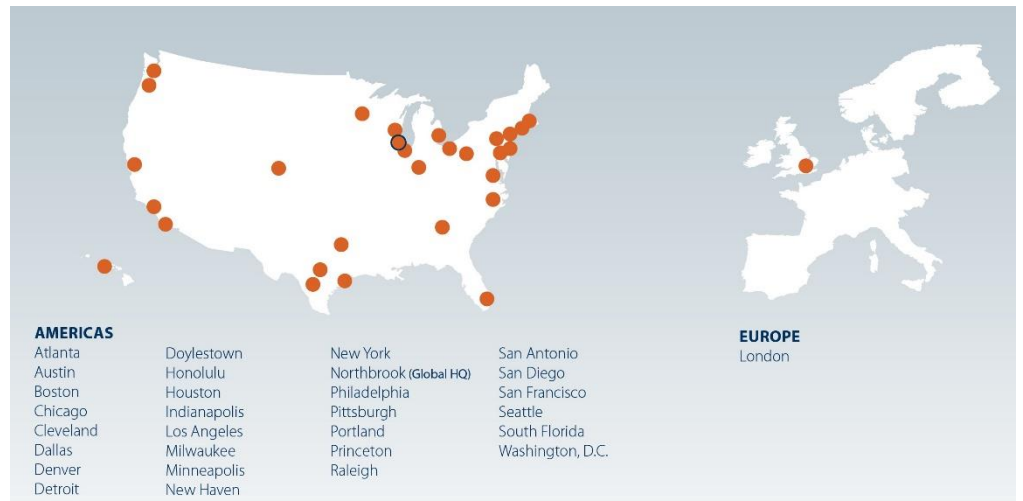 AMERICAS
Atlanta
Austin
Boston
Chicago
Cleveland
Dallas
Denver
Detroit
Doylestown
Honolulu
Houston
Indianapolis
Los Angeles
Milwaukee
Minneapolis
New Haven
New York
Northbrook (Global HQ)
Philadelphia
Pittsburgh
Portland
Princeton
Raleigh
San Antonio
San Diego
San Francisco
Seattle
South Florida
Washington, D.C.
EUROPE
London